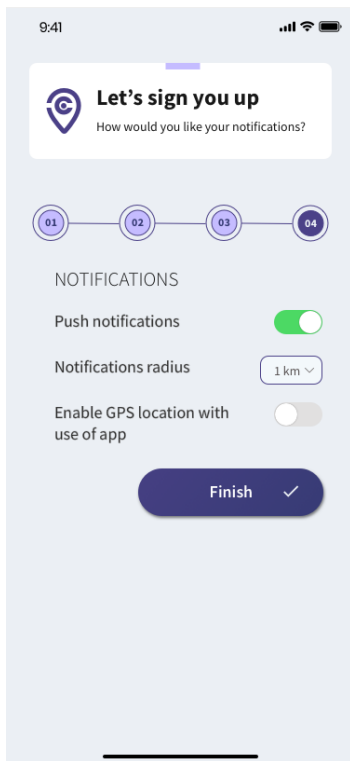 9:41
Let's sign you up
How would you like your notifications?
01 02 03 04
NOTIFICATIONS
Push notifications
Notifications radius
1 km
Enable GPS location with
use of app
Finish